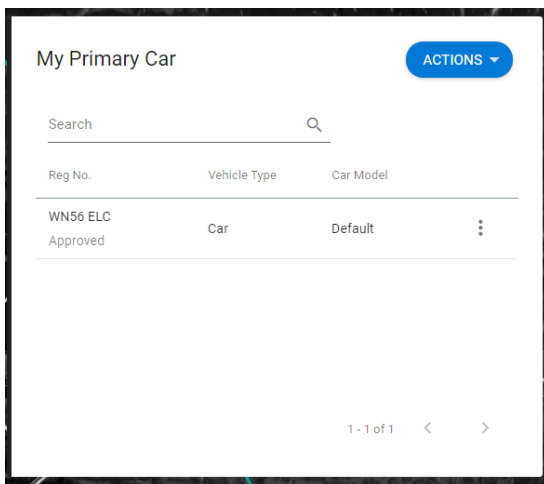 My Primary Car
ACTIONS
Search
Reg No. Vehicle Type Car Model
WN56 ELC
Approved
Car Default
1 - 1 of 1